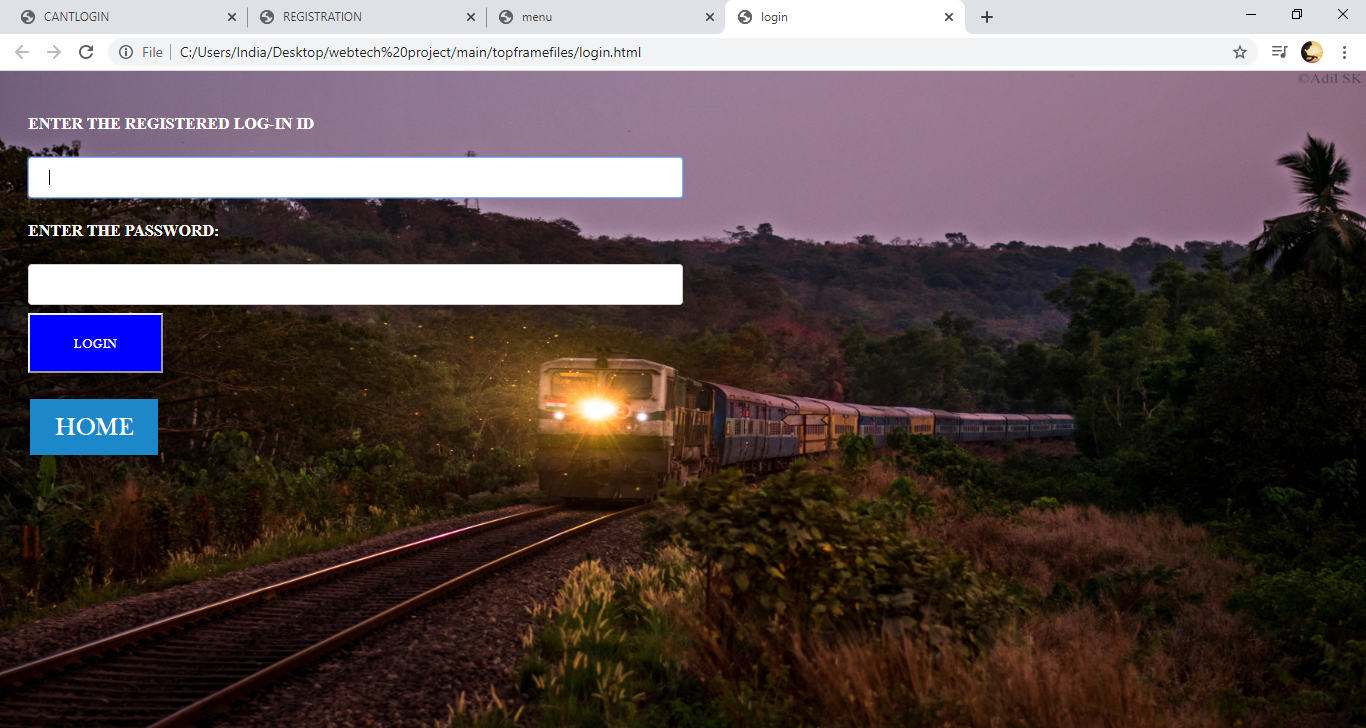 CANTLOGIN
REGISTRATION
menu
login
File
C:/Users/India/Desktop/webtech%20project/main/topframefiles/login.html
©Adil SK
ENTER THE REGISTERED LOG-IN ID
ENTER THE PASSWORD:
LOGIN
HOME